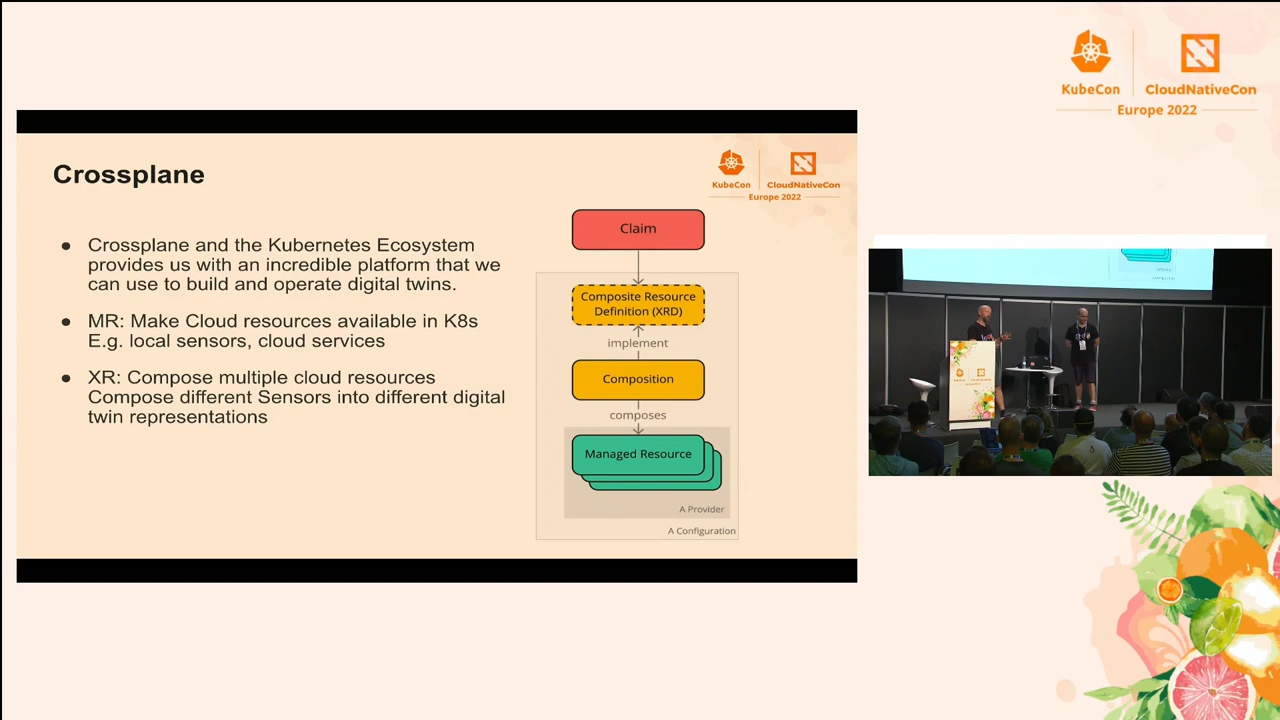 KubeCon
CloudNativeCon
Europe 2022
Crossplane
KubeCon
CloudNativeCon
Europe 2022
Crossplane and the Kubernetes Ecosystem
provides us with an incredible platform that we
can use to build and operate digital twins.
MR: Make Cloud resources available in K8s
E.g. local sensors, cloud services
XR: Compose multiple cloud resources
Compose different Sensors into different digital
twin representations
Claim
Composite Resource
Definition (XRD)
implement
Composition
composes
Managed Resource
A Provider
A Configuration